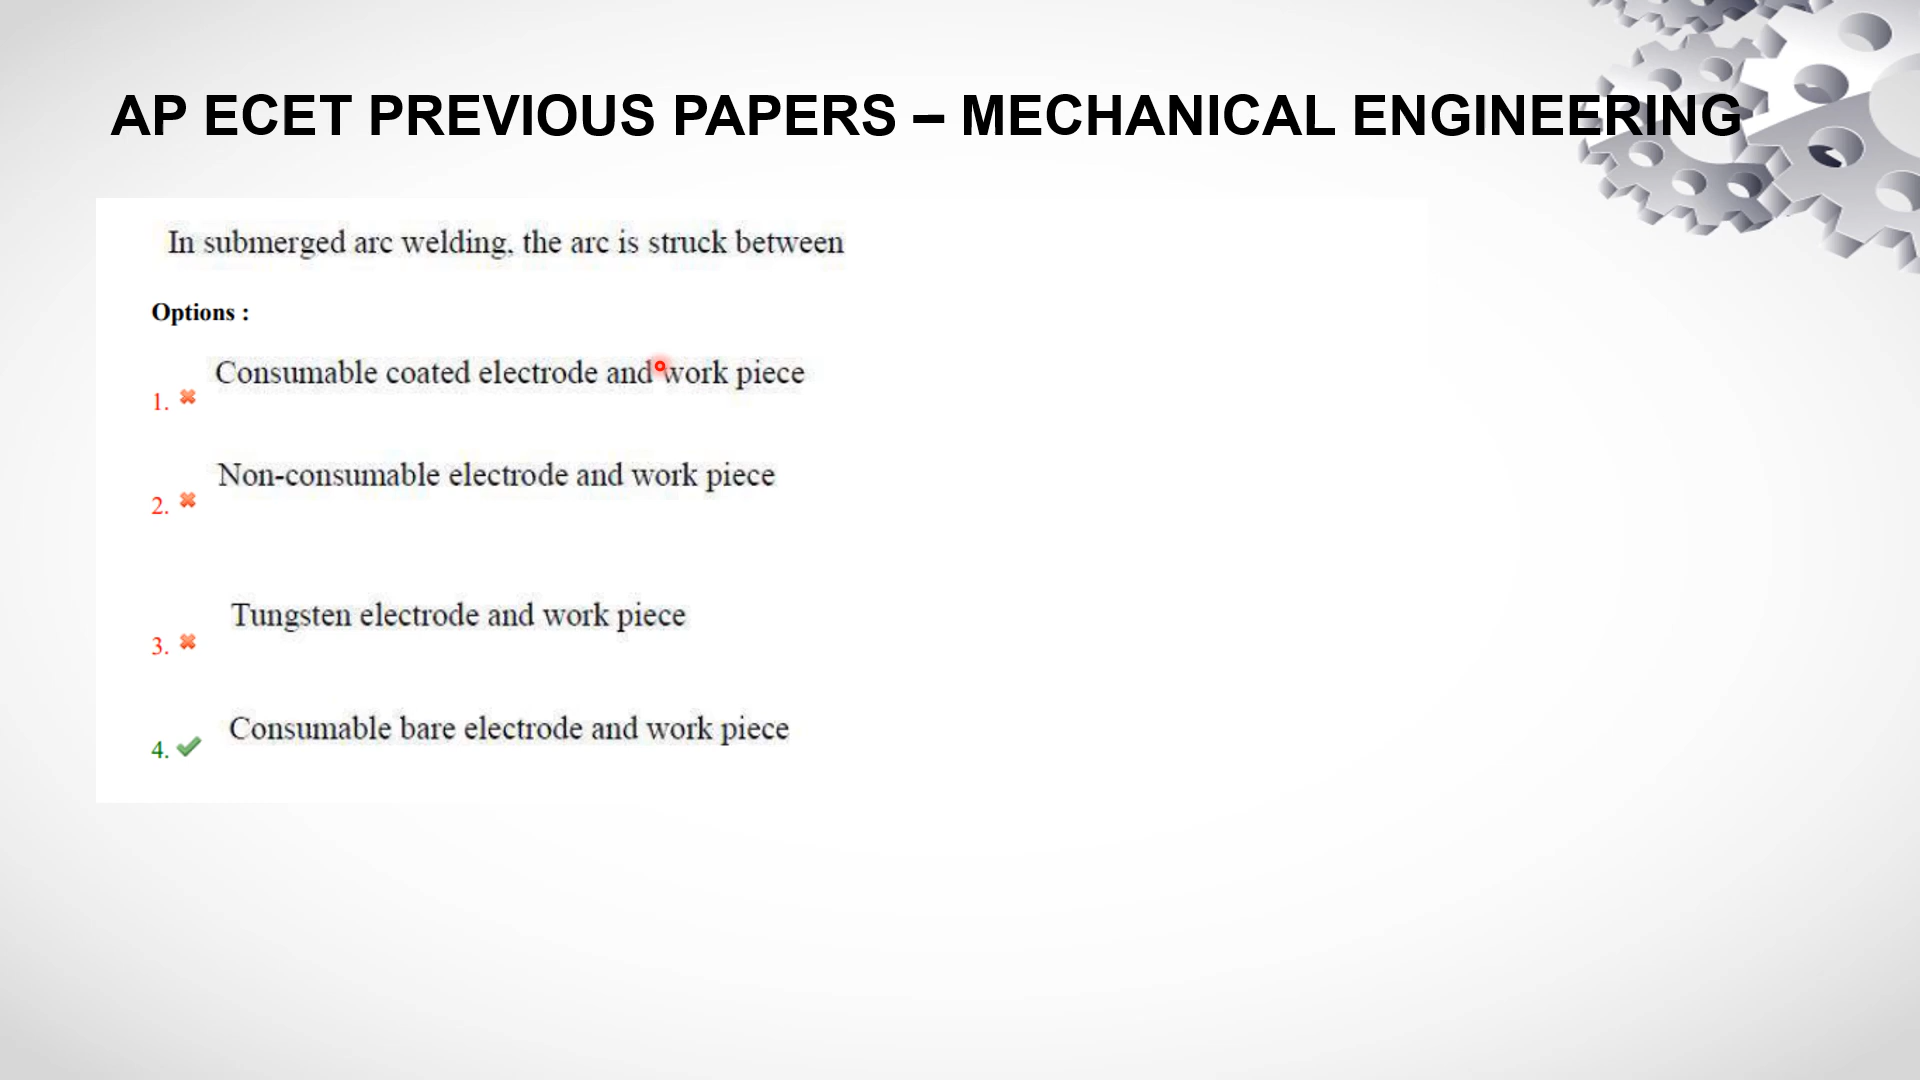 AP ECET PREVIOUS PAPERS – MECHANICAL ENGINEERING
In submerged arc welding, the arc is struck between
Options :
1. Consumable coated electrode and work piece
2. Non-consumable electrode and work piece
3. Tungsten electrode and work piece
4. Consumable bare electrode and work piece